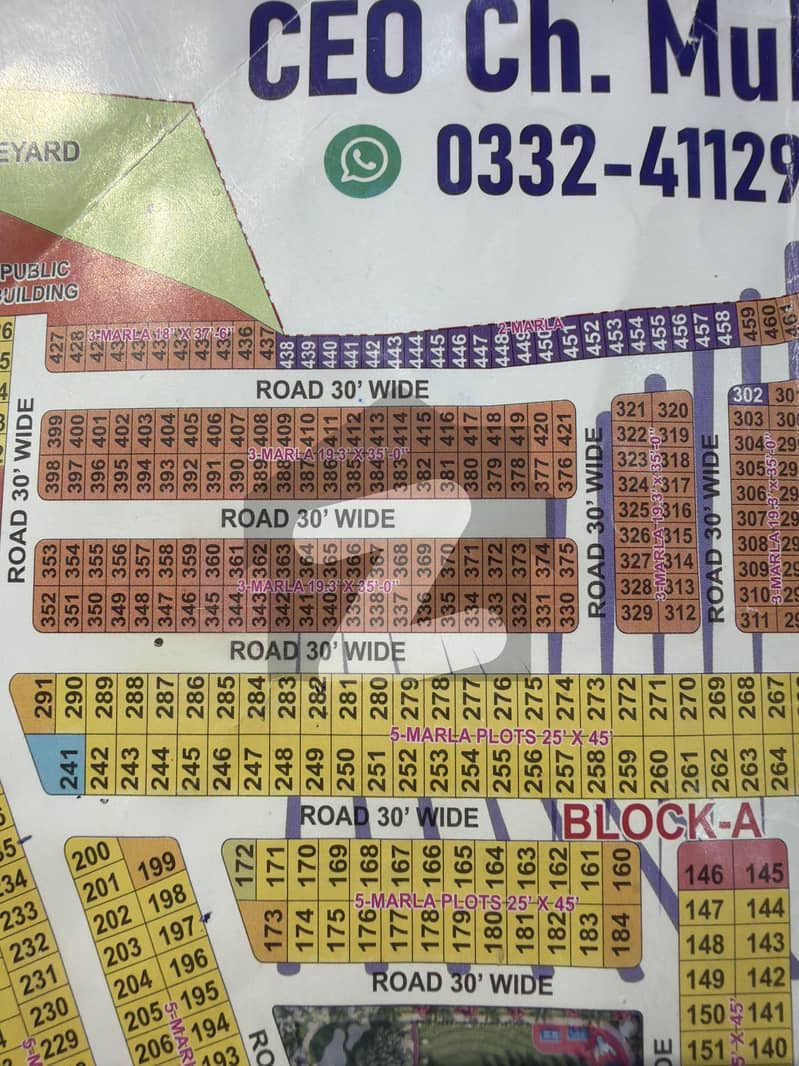 CEO Ch. Mu
0332-41129
EYARD
PUBLIC
BUILDING
3-MARLA 18" X 37'-6"
427 428 436 437
2-MARLA
438 439 440 441 442 443 444 445 446 447 448 449 450 451 452 453 454 455 456 457 458 459 460
ROAD 30' WIDE
399 400 401 402 403 404 405 406 407 408 409 410 411 412 413 414 415 416 417 418 419 420 421
3-MARLA 19.3' X 35'-0"
398 397 396 395 394 393 392 391 390 389 382 381 380 379 378 377 376
ROAD 30' WIDE
ROAD 30' WIDE
353 354 355 356 357 358 359 360 361 362 363 368 369 370 371 372 373 374 375
3-MARLA 19.3' X 35'-0"
352 351 350 349 348 347 346 345 344 343 342 341 340 334 333 332 331 330
ROAD 30' WIDE
ROAD 30' WIDE
321 320
322 319
323 318
324 317
325 316
326 315
327 314
328 313
329 312
3-MARLA 19.3' X 35'-0"
ROAD 30' WIDE
302 30
303 30
304
305
306
307
308
309
310
311
3-MARLA 19.3' X 35'-0"
291 290 289 288 287 286 285 284 283 282 281 280 279 278 277 276 275 274 273 272 271 270 269 268 267
5-MARLA PLOTS 25' X 45'
241 242 243 244 245 246 247 248 249 250 251 252 253 254 255 256 257 258 259 260 261 262 263 264
ROAD 30' WIDE
BLOCK-A
172 171 170 169 168 167 166 165 164 163 162 161 160
5-MARLA PLOTS 25' X 45'
173 174 175 176 177 178 179 180 181 182 183 184
ROAD 30' WIDE
200 199
201 198
202 197
203 196
204 195
205 194
206 193
5-MAR
234
233
232
231
230
229
5-M
146 145
147 144
148 143
149 142
150 141
151 140
5' X 45'
RO
DE